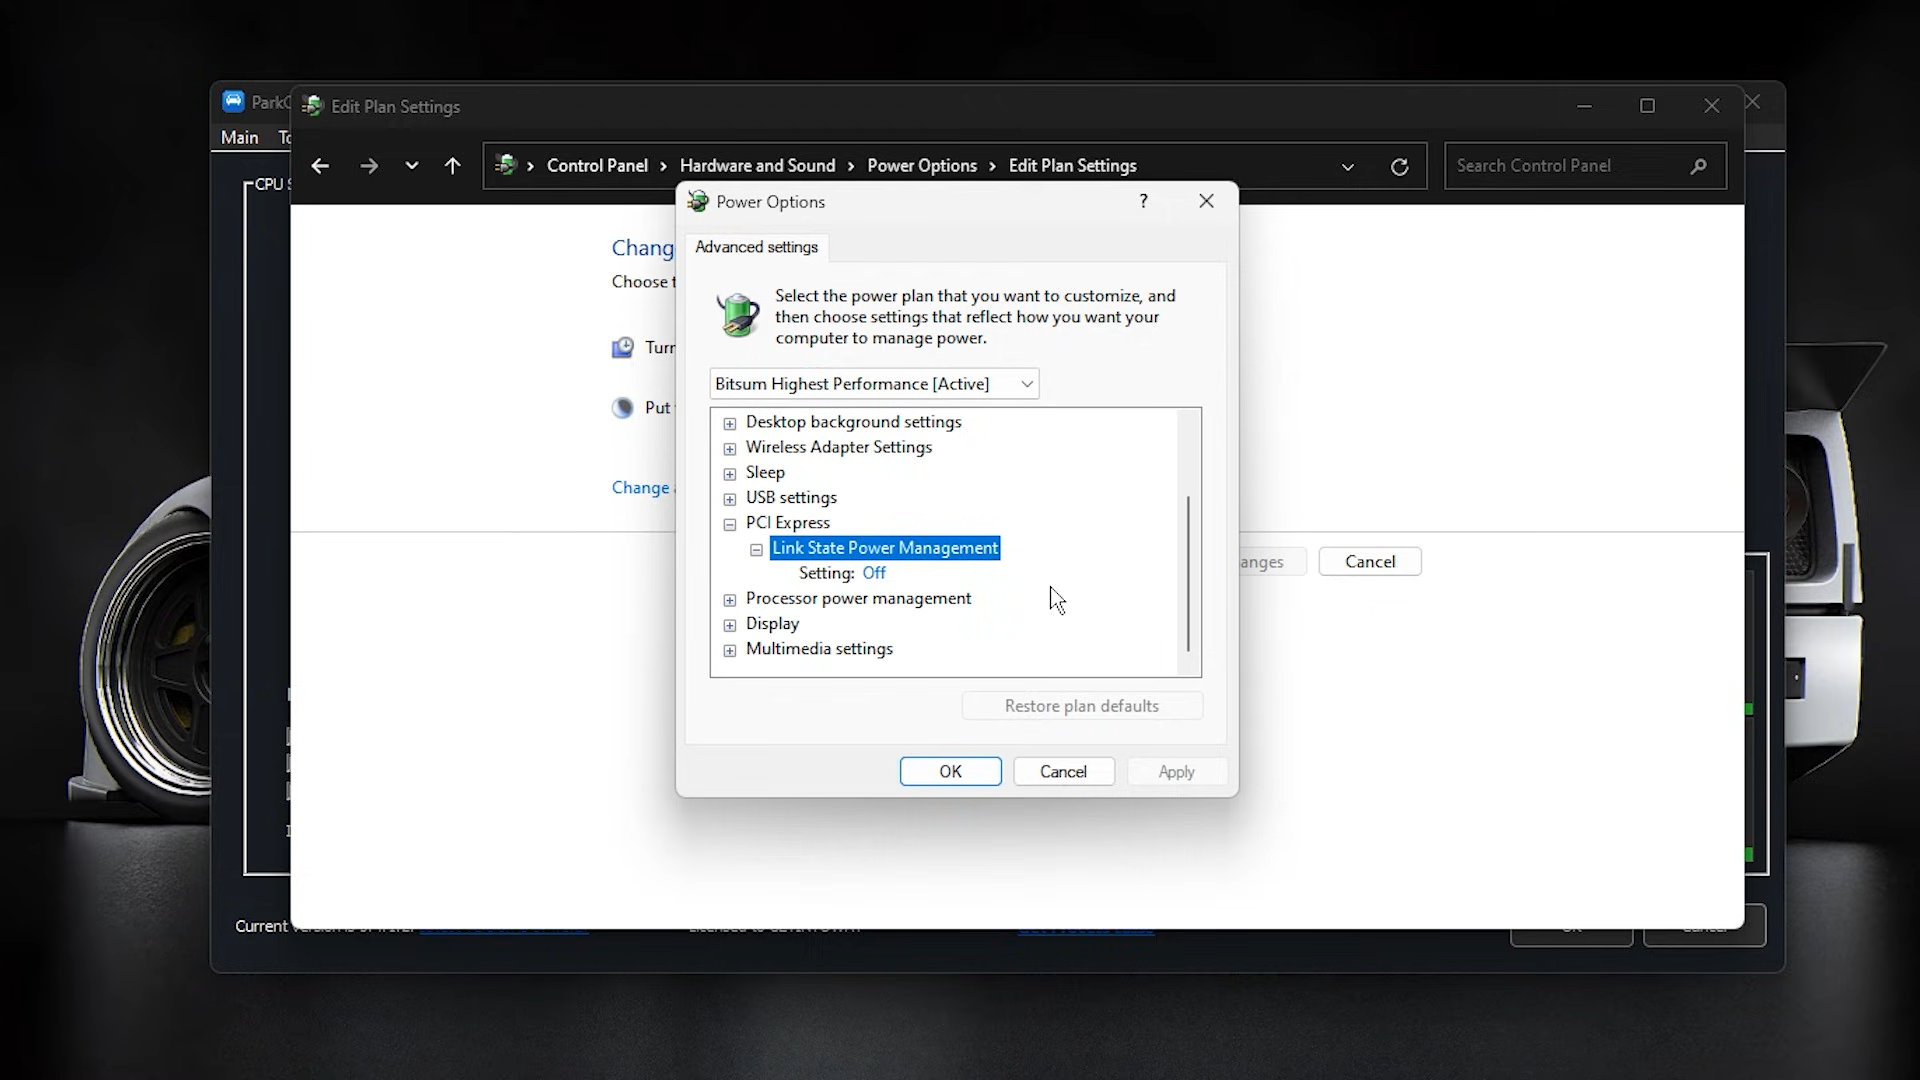 ParkC
Edit Plan Settings
Main To
Control Panel > Hardware and Sound > Power Options > Edit Plan Settings
Search Control Panel
CPU S
Power Options
?
Advanced settings
Chang
Choose t
Select the power plan that you want to customize, and
then choose settings that reflect how you want your
computer to manage power.
Turn
Bitsum Highest Performance [Active]
Put
Desktop background settings
Wireless Adapter Settings
Sleep
Change a
USB settings
PCI Express
Link State Power Management
Setting: Off
anges
Cancel
Processor power management
Display
Multimedia settings
Restore plan defaults
OK
Cancel
Apply
Current